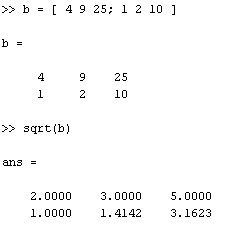 >> b = [ 4 9 25; 1 2 10 ]
b =
4 9 25
1 2 10
>> sqrt(b)
ans =
2.0000 3.0000 5.0000
1.0000 1.4142 3.1623